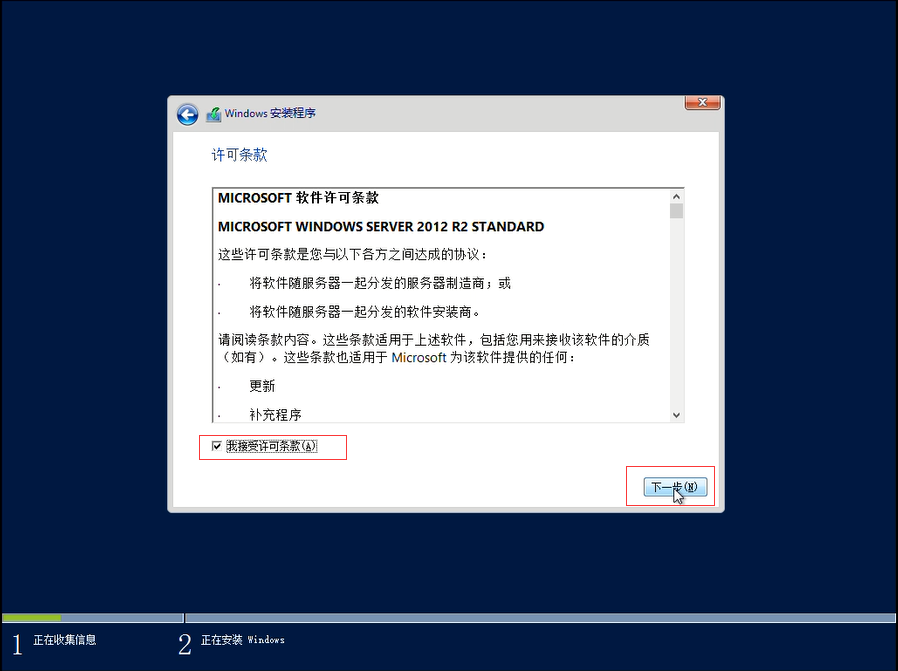 Windows 安装程序
许可条款
MICROSOFT 软件许可条款
MICROSOFT WINDOWS SERVER 2012 R2 STANDARD
这些许可条款是您与以下各方之间达成的协议：
· 将软件随服务器一起分发的服务器制造商；或
· 将软件随服务器一起分发的软件安装商。
请阅读条款内容。这些条款适用于上述软件，包括您用来接收该软件的介质
（如有）。这些条款也适用于 Microsoft 为该软件提供的任何：
· 更新
· 补充程序
我接受许可条款(A)
下一步(N)
1 正在收集信息
2 正在安装 Windows